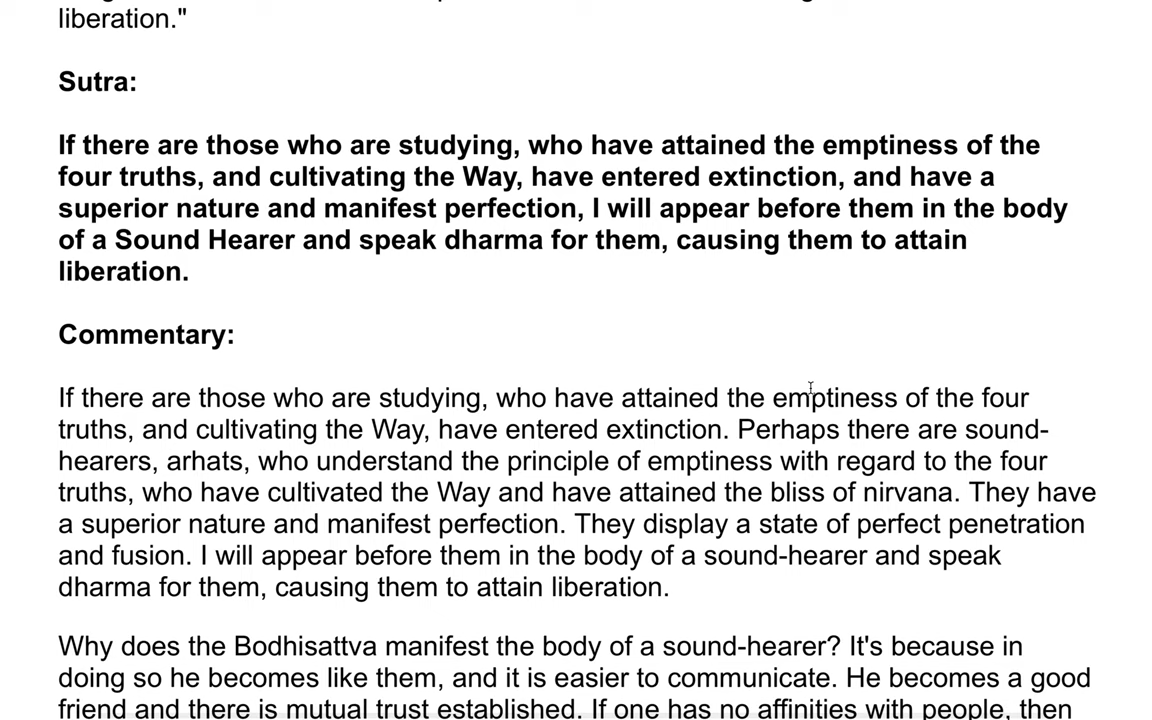 liberation."
Sutra:
If there are those who are studying, who have attained the emptiness of the
four truths, and cultivating the Way, have entered extinction, and have a
superior nature and manifest perfection, I will appear before them in the body
of a Sound Hearer and speak dharma for them, causing them to attain
liberation.
Commentary:
If there are those who are studying, who have attained the emptiness of the four
truths, and cultivating the Way, have entered extinction. Perhaps there are sound-
hearers, arhats, who understand the principle of emptiness with regard to the four
truths, who have cultivated the Way and have attained the bliss of nirvana. They have
a superior nature and manifest perfection. They display a state of perfect penetration
and fusion. I will appear before them in the body of a sound-hearer and speak
dharma for them, causing them to attain liberation.
Why does the Bodhisattva manifest the body of a sound-hearer? It's because in
doing so he becomes like them, and it is easier to communicate. He becomes a good
friend and there is mutual trust established. If one has no affinities with people, then